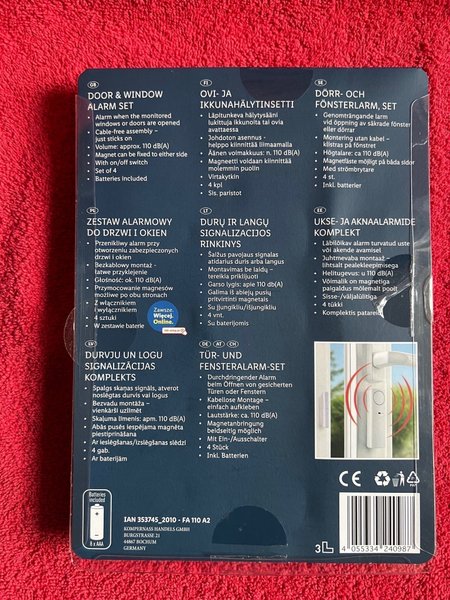 GB
DOOR & WINDOW
ALARM SET
• Alarm when the monitored
windows or doors are opened
• Cable-free assembly –
just sticks on
• Volume: approx. 110 dB(A)
• Magnet can be fixed to either side
• With on/off switch
• Set of 4
• Batteries included
FI
OVI- JA
IKKUNAHÄLYTINSETTI
• Läpitunkeva hälytysääni
lukittuja ikkunoita tai ovia
avattaessa
• Johdoton asennus -
helppo kiinnittää liimaamalla
• Äänen voimakkuus: n. 110 dB(A)
• Magneetti voidaan kiinnittää
molemmin puolin
• Virtakytkin
• 4 kpl
• Sis. paristot
SE
DÖRR- OCH
FÖNSTERLARM, SET
• Genomträngande larm
vid öppning av säkrade fönster
eller dörrar
• Montering utan kabel –
klistras på fönstret
• Högtalare: ca 110 dB(A)
• Magnetfäste möjligt på båda sidor
• Med strömbrytare
• 4 st.
• Inkl. batterier
PL
ZESTAW ALARMOWY
DO DRZWI I OKIEN
• Przenikliwy alarm przy
otworzeniu zabezpieczonych
drzwi i okien
• Bezkablowy montaż
łatwe przyklejenie
• Głośność: ok. 110 dB(A)
• Przymocowanie magnesów
możliwe po obu stronach
• Z włącznikiem
i wyłącznikiem
• 4 sztuki
• W zestawie baterie
Zawsze.
Więcej.
Online.
LT
DURŲ IR LANGŲ
SIGNALIZACIJOS
RINKINYS
• Šaižus pavojaus signalas
atidarius duris arba langus
• Montavimas be laidų –
tereikia priklijuoti
• Garso lygis: apie 110 db(A)
• Galima iš abiejų pusių
pritvirtinti magnetais
• Su įjungikliu/išjungikliu
• 4 vnt.
• Su baterijomis
EE
UKSE- JA AKNAALARMIDE
KOMPLEKT
• Läbilõikav alarm turvatud uste
või akende avamisel
• Juhtmevaba montaaž –
lihtsalt pealekleepimisega
• Helitugevus: u 110 dB(A)
• Võimalik on magnetiga
paigaldus mõlemalt poolt
• Sisse-/väljalülitiga
• 4 tükki
• Komplektis patareid
LV
DURVJU UN LOGU
SIGNALIZĀCIJAS
KOMPLEKTS
• Spalgs skaņas signāls, atverot
noslēgtas durvis vai logus
• Bezvadu montāža –
vienkārši uzlīmēt
• Skaļuma līmenis: apm. 110 dB(A)
• Abās pusēs iespējama magnēta
piestiprināšana
• Ar ieslēgšanas/izslēgšanas slēdzi
• 4 gab.
• Ar baterijām
DE AT CH
TÜR- UND
FENSTERALARM-SET
• Durchdringender Alarm
beim Öffnen von gesicherten
Türen oder Fenstern
• Kabellose Montage –
einfach aufkleben
• Lautstärke: ca. 110 dB(A)
• Magnetanbringung
beidseitig möglich
• Mit Ein-/Ausschalter
• 4 Stück
• Inkl. Batterien
Batteries
included
8 x AAA
IAN 353745_2010 - FA 110 A2
KOMPERNASS HANDELS GMBH
BURGSTRASSE 21
44867 BOCHUM
GERMANY
CE
3
4 055334 240987